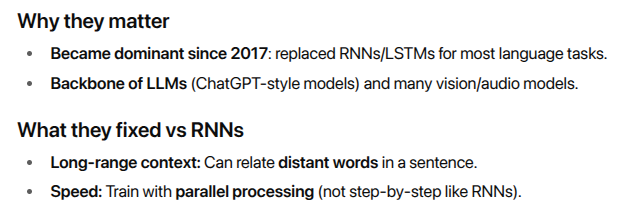 Why they matter
• Became dominant since 2017: replaced RNNs/LSTMs for most language tasks.
• Backbone of LLMs (ChatGPT-style models) and many vision/audio models.
What they fixed vs RNNs
• Long-range context: Can relate distant words in a sentence.
• Speed: Train with parallel processing (not step-by-step like RNNs).